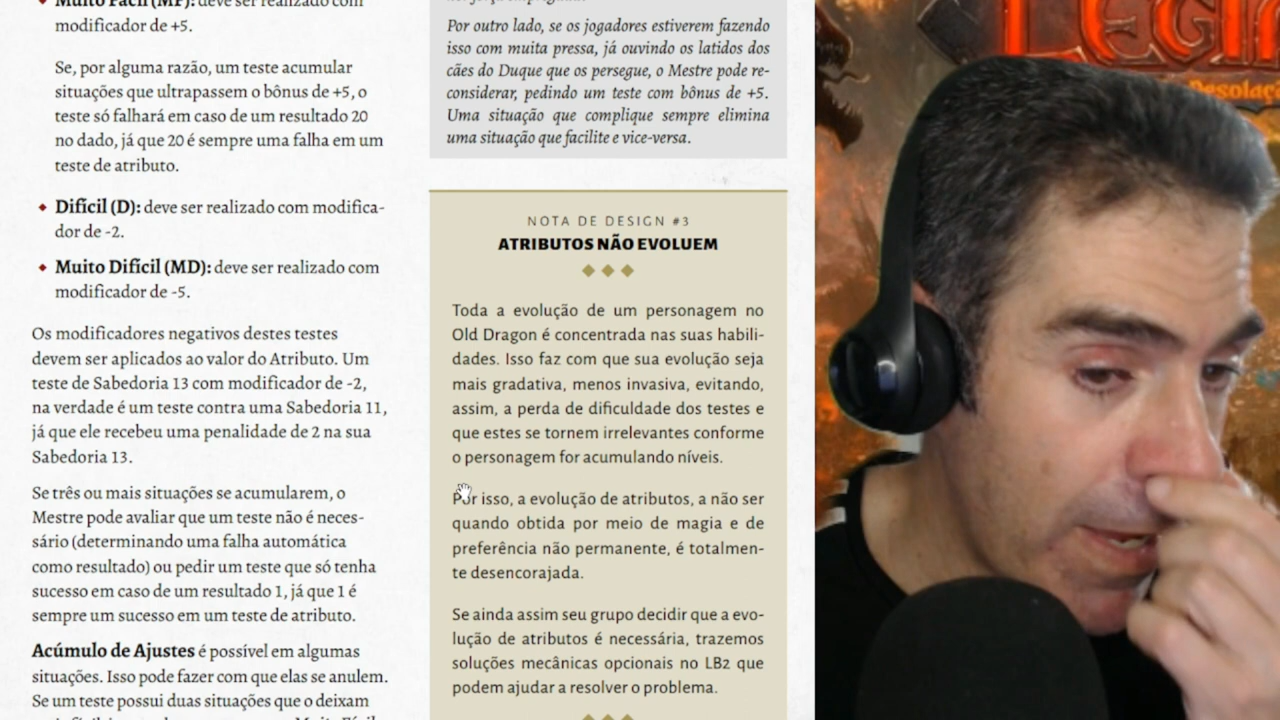 Muito Fácil (MF): deve ser realizado com
modificador de +5.
Se, por alguma razão, um teste acumular
situações que ultrapassem o bônus de +5, o
teste só falhará em caso de um resultado 20
no dado, já que 20 é sempre uma falha em um
teste de atributo.
Difícil (D): deve ser realizado com modifica-
dor de -2.
Muito Difícil (MD): deve ser realizado com
modificador de -5.
Os modificadores negativos destes testes
devem ser aplicados ao valor do Atributo. Um
teste de Sabedoria 13 com modificador de -2,
na verdade é um teste contra uma Sabedoria 11,
já que ele recebeu uma penalidade de 2 na sua
Sabedoria 13.
Se três ou mais situações se acumularem, o
Mestre pode avaliar que um teste não é neces-
sário (determinando uma falha automática
como resultado) ou pedir um teste que só tenha
sucesso em caso de um resultado 1, já que 1 é
sempre um sucesso em um teste de atributo.
Acúmulo de Ajustes é possível em algumas
situações. Isso pode fazer com que elas se anulem.
Se um teste possui duas situações que o deixam
Por outro lado, se os jogadores estiverem fazendo
isso com muita pressa, já ouvindo os latidos dos
cães do Duque que os persegue, o Mestre pode re-
considerar, pedindo um teste com bônus de +5.
Uma situação que complique sempre elimina
uma situação que facilite e vice-versa.
NOTA DE DESIGN #3
ATRIBUTOS NÃO EVOLUEM
Toda a evolução de um personagem no
Old Dragon é concentrada nas suas habili-
dades. Isso faz com que sua evolução seja
mais gradativa, menos invasiva, evitando,
assim, a perda de dificuldade dos testes e
que estes se tornem irrelevantes conforme
o personagem for acumulando níveis.
Por isso, a evolução de atributos, a não ser
quando obtida por meio de magia e de
preferência não permanente, é totalmen-
te desencorajada.
Se ainda assim seu grupo decidir que a evo-
lução de atributos é necessária, trazemos
soluções mecânicas opcionais no LB2 que
podem ajudar a resolver o problema.